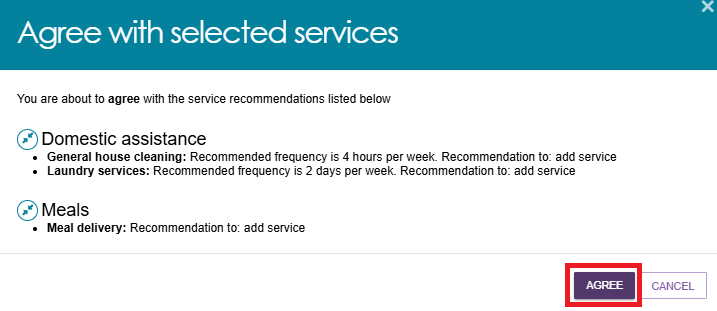 Agree with selected services
You are about to agree with the service recommendations listed below
Domestic assistance
General house cleaning: Recommended frequency is 4 hours per week. Recommendation to: add service
Laundry services: Recommended frequency is 2 days per week. Recommendation to: add service
Meals
Meal delivery: Recommendation to: add service
AGREE CANCEL